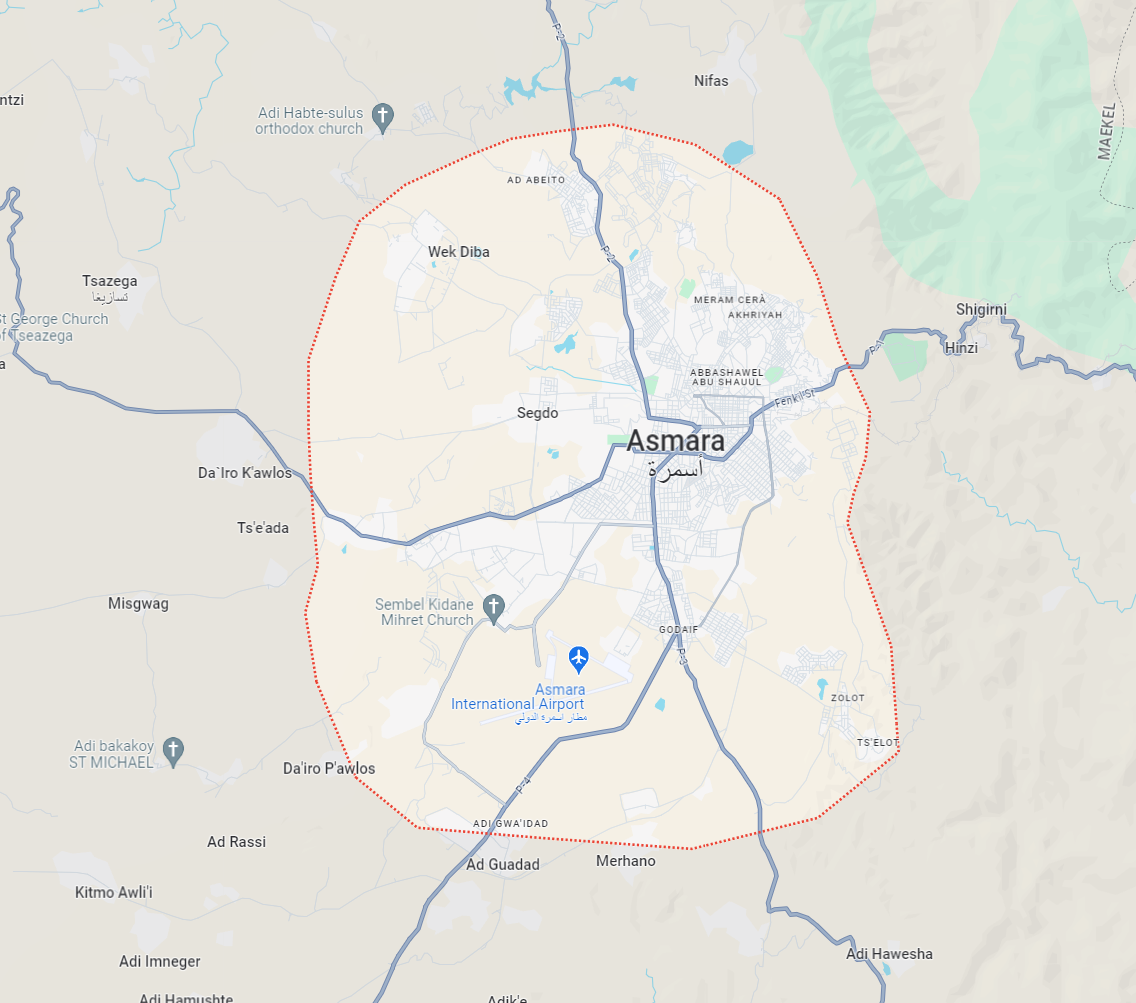 P-2
Nifas
ntzi
Adi Habte-sulus
orthodox church
MAEKEL
AD ABEITO
Wek Diba
P-2
Tsazega
تسازيغا
MERAM CERÀ
AKHRIYAH
Shigirni
St George Church
of Tseazega
P-1
Hinzi
a
ABBASHAWEL
ABU SHAUUL
Fenkil St
Segdo
Asmara
أسمرة
Da`Iro K'awlos
Ts'e'ada
Misgwag
Sembel Kidane
Mihret Church
GODAIF
P-3
Asmara
International Airport
مطار اسمره الدولي
ZOLOT
TS'ELOT
Adi bakakoy
ST MICHAEL
Da'iro P'awlos
P-4
ADI GWA'IDAD
Adi Rassi
Ad Guadad
Merhano
Kitmo Awli'i
Adi Hawesha
Adi Imneger
Adi Hamushte
Adik'e